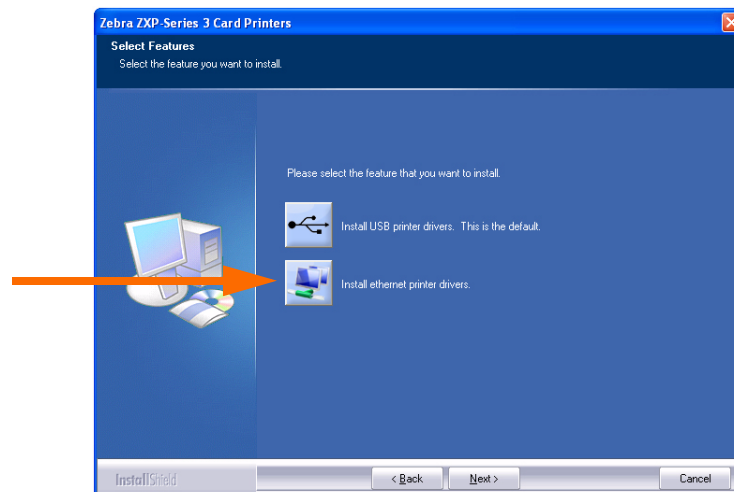 Zebra ZXP-Series 3 Card Printers
Select Features
Select the feature you want to install.
Please select the feature that you want to install.
Install USB printer drivers. This is the default.
Install ethernet printer drivers.
InstallShield
< Back
Next >
Cancel